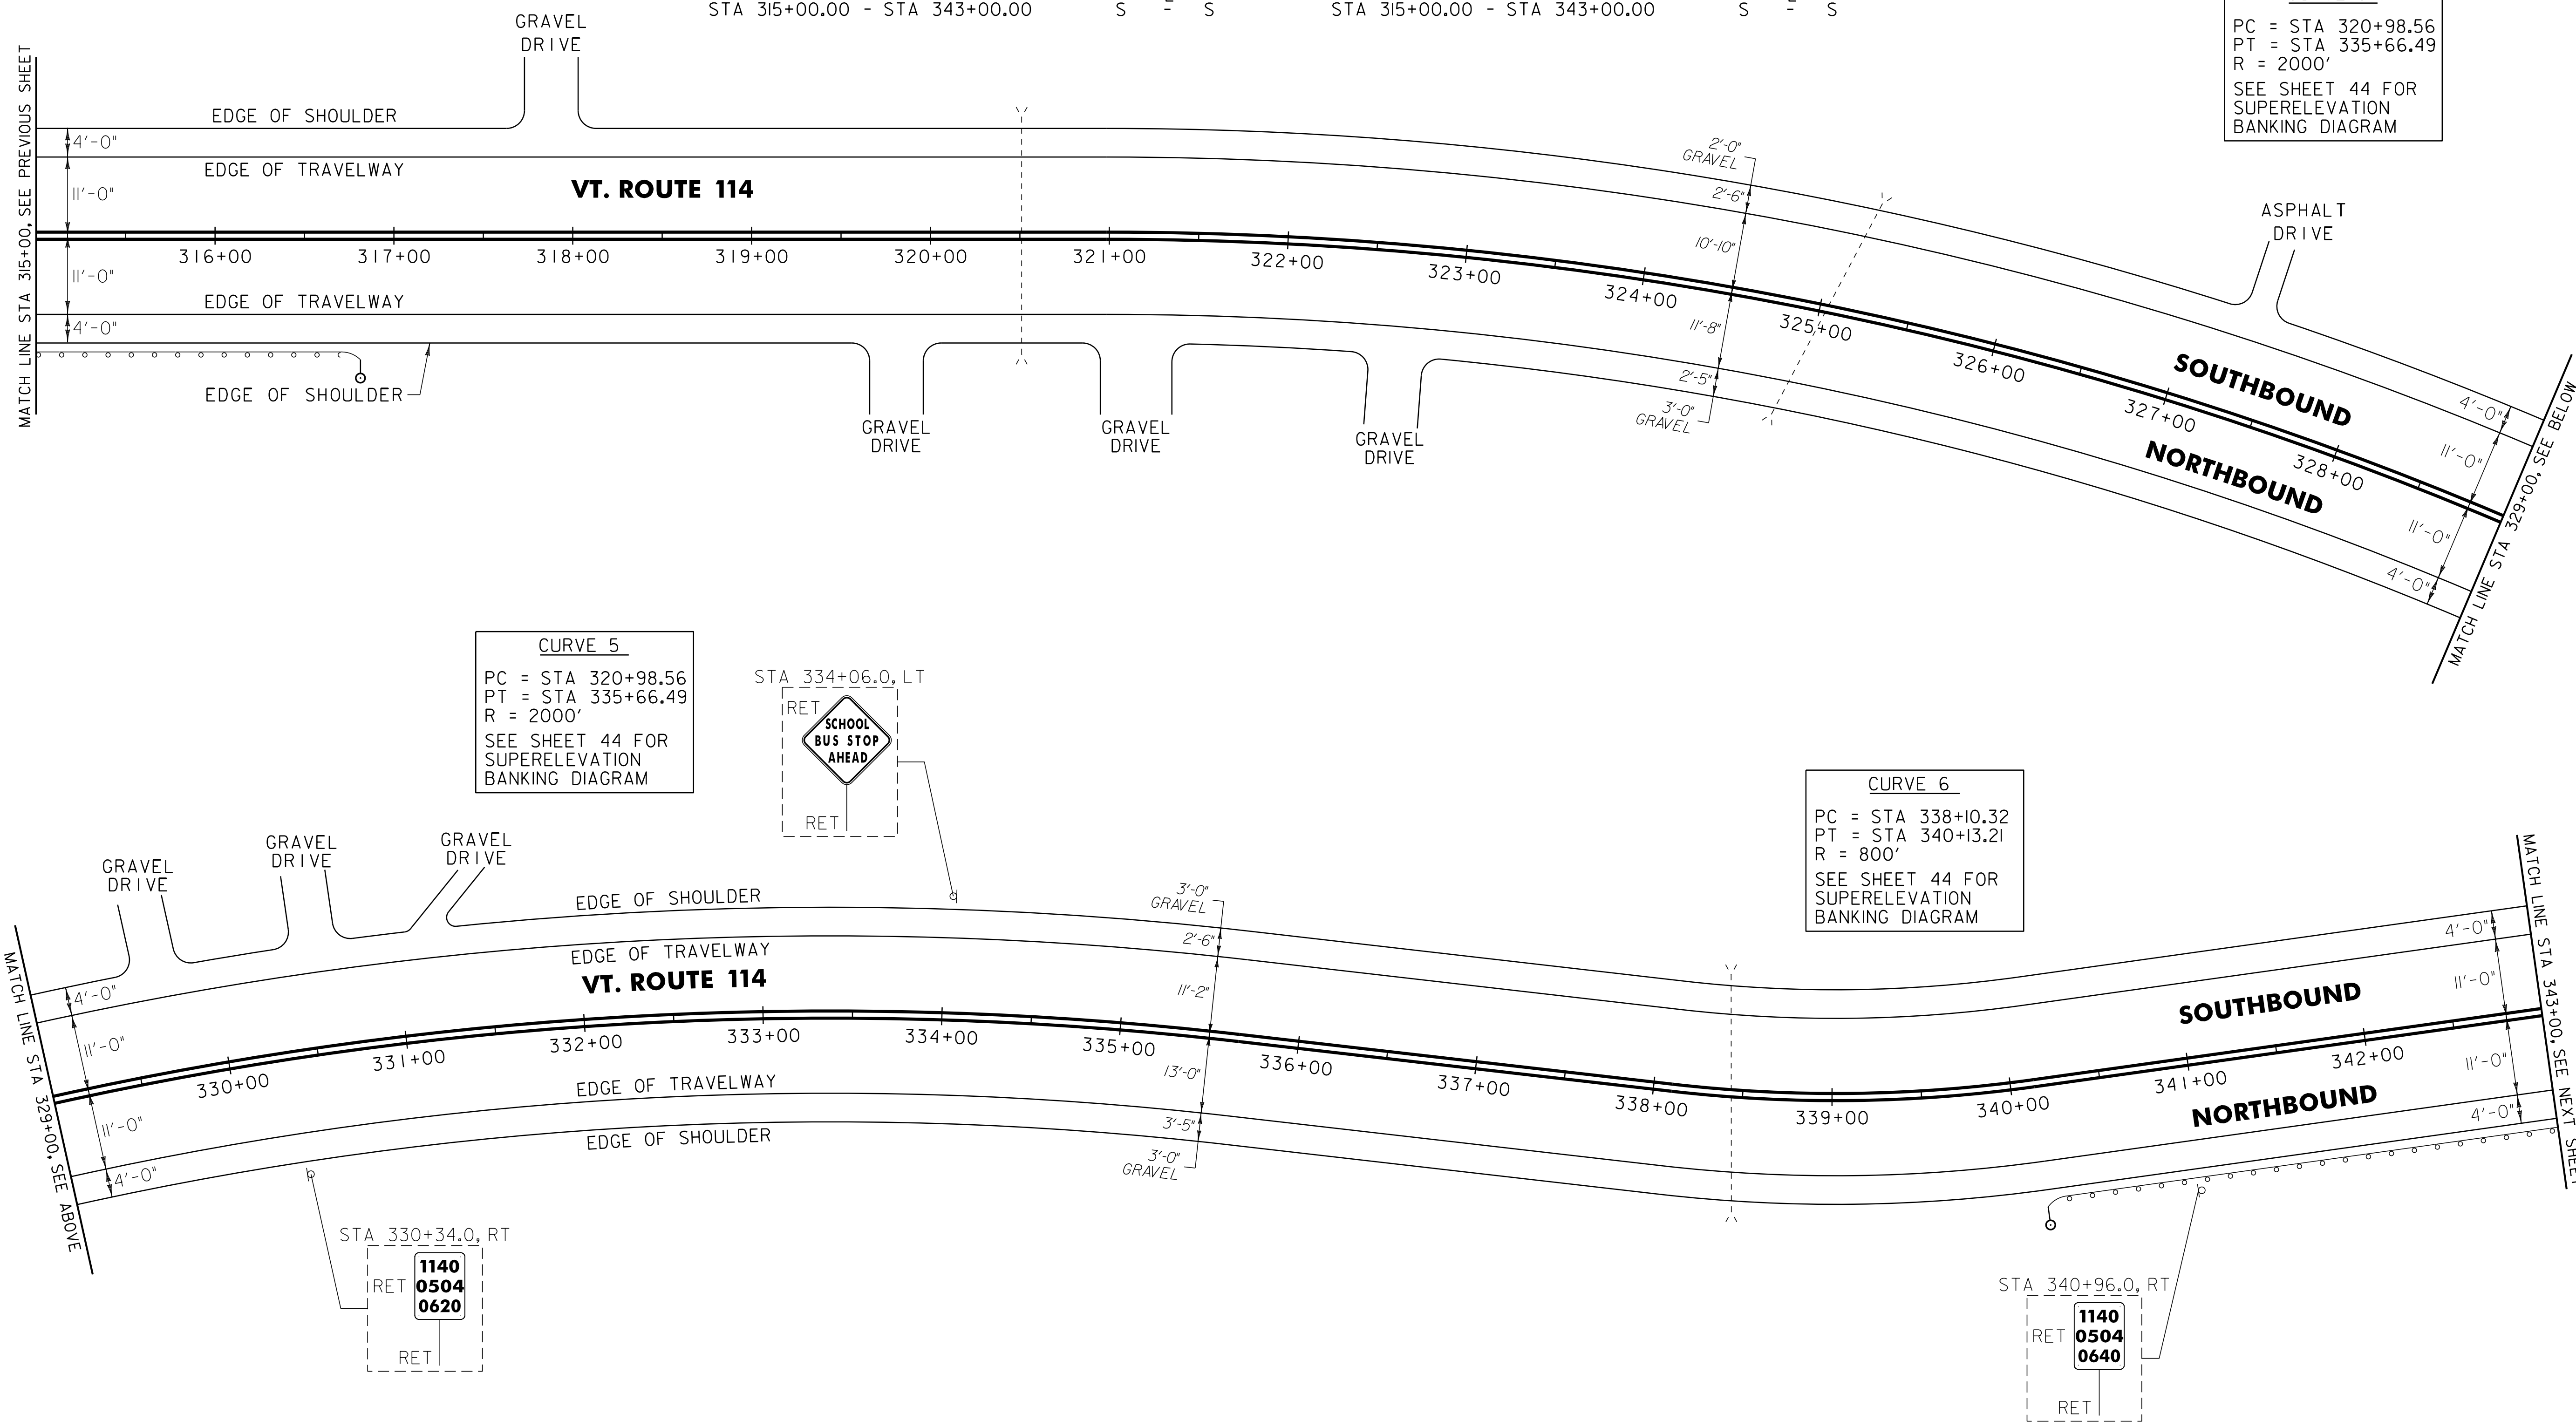 STA 315+00.00 - STA 343+00.00 S - S STA 315+00.00 - STA 343+00.00 S - S
PC = STA 320+98.56
PT = STA 335+66.49
R = 2000'
SEE SHEET 44 FOR
SUPERELEVATION
BANKING DIAGRAM
MATCH LINE STA 315+00, SEE PREVIOUS SHEET
GRAVEL
DRIVE
EDGE OF SHOULDER
4'-0"
EDGE OF TRAVELWAY
11'-0"
VT. ROUTE 114
316+00
317+00
318+00
319+00
320+00
321+00
322+00
323+00
324+00
325+00
326+00
327+00
328+00
11'-0"
EDGE OF TRAVELWAY
4'-0"
EDGE OF SHOULDER
GRAVEL
DRIVE
GRAVEL
DRIVE
GRAVEL
DRIVE
2'-0"
GRAVEL
2'-6"
10'-10"
11'-8"
2'-5"
3'-0"
GRAVEL
ASPHALT
DRIVE
SOUTHBOUND
NORTHBOUND
4'-0"
11'-0"
11'-0"
4'-0"
MATCH LINE STA 329+00, SEE BELOW
CURVE 5
PC = STA 320+98.56
PT = STA 335+66.49
R = 2000'
SEE SHEET 44 FOR
SUPERELEVATION
BANKING DIAGRAM
STA 334+06.0, LT
RET
SCHOOL
BUS STOP
AHEAD
RET
CURVE 6
PC = STA 338+10.32
PT = STA 340+13.21
R = 800'
SEE SHEET 44 FOR
SUPERELEVATION
BANKING DIAGRAM
MATCH LINE STA 329+00, SEE ABOVE
GRAVEL
DRIVE
GRAVEL
DRIVE
GRAVEL
DRIVE
EDGE OF SHOULDER
4'-0"
EDGE OF TRAVELWAY
11'-0"
VT. ROUTE 114
330+00
331+00
332+00
333+00
334+00
335+00
336+00
337+00
338+00
339+00
340+00
341+00
342+00
11'-0"
EDGE OF TRAVELWAY
4'-0"
EDGE OF SHOULDER
3'-0"
GRAVEL
2'-6"
11'-2"
13'-0"
3'-5"
3'-0"
GRAVEL
SOUTHBOUND
NORTHBOUND
4'-0"
11'-0"
11'-0"
4'-0"
MATCH LINE STA 343+00, SEE NEXT SHEET
STA 330+34.0, RT
RET
1140
0504
0620
RET
STA 340+96.0, RT
RET
1140
0504
0640
RET